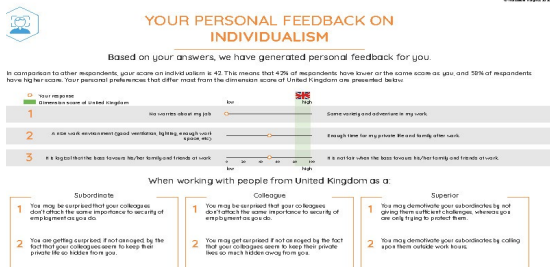 YOUR PERSONAL FEEDBACK ON
INDIVIDUALISM
Based on your answers, we have generated personal feedback for you.
In comparison to other respondents, your score on individualism is 42. This means that 42% of respondents have lower or the same score as you, and 58% of respondents
have higher score. Your personal preferences that differ most from the dimension score of United Kingdom are presented below.
Your response
Dimension score of United Kingdom
low high
1 No worries about my job Some variety and adventure in my work.
2 A nice work environment (good ventilation, lighting, enough work
space, etc). Enough time for my private life and family after work.
3 It is logical that the boss favours his/her family and friends at work It is not fair when the boss favours his/her family and friends at work.
0 20 40 60 80 100
low high
When working with people from United Kingdom as a:
Subordinate Colleague Superior
1 You may be surprised that your colleagues
don't attach the same importance to security of
employment as you do.
2 You are getting surprised, if not annoyed by the
fact that your colleagues seem to keep their
private life so hidden from you.
1 You may be surprised that your colleagues
don't attach the same importance to security of
employment as you do.
2 You may get surprised if not annoyed by the fact
that your colleagues seem to keep their private
lives so much hidden away from you.
1 You may demotivate your subordinates by not
giving them sufficient challenges, whereas you
are only trying to protect them.
2 You may demotivate your subordinates by calling
upon them outside work hours.